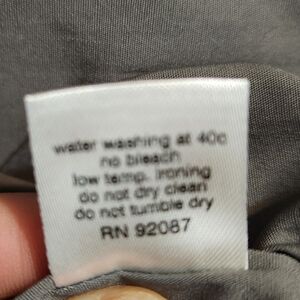 water washing at 40c
no bleach
low temp. ironing
do not dry clean
do not tumble dry
RN 92087